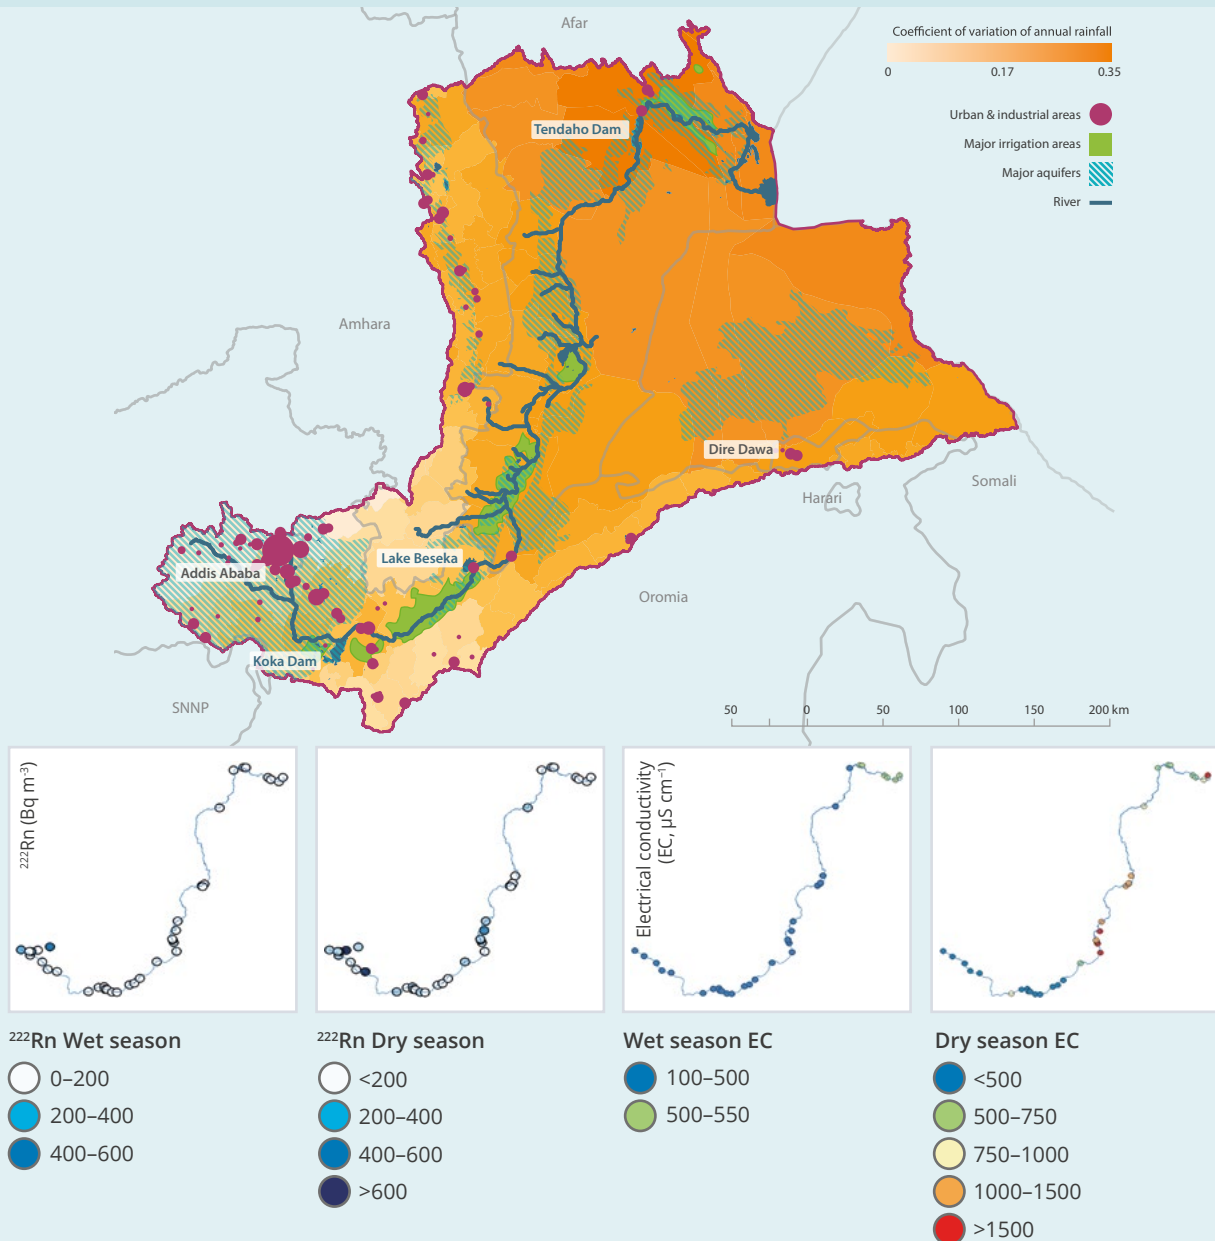 Afar
Coefficient of variation of annual rainfall
0
0.17
0.35
Urban & industrial areas
Major irrigation areas
Major aquifers
River
Tendaho Dam
Amhara
Dire Dawa
Somali
Harari
Lake Beseka
Addis Ababa
Oromia
Koka Dam
SNNP
50 0 50 100 150 200 km
²²²Rn (Bq m⁻³)
Electrical conductivity
(EC, µS cm⁻¹)
²²²Rn Wet season
0–200
200–400
400–600
²²²Rn Dry season
<200
200–400
400–600
>600
Wet season EC
100–500
500–550
Dry season EC
<500
500–750
750–1000
1000–1500
>1500